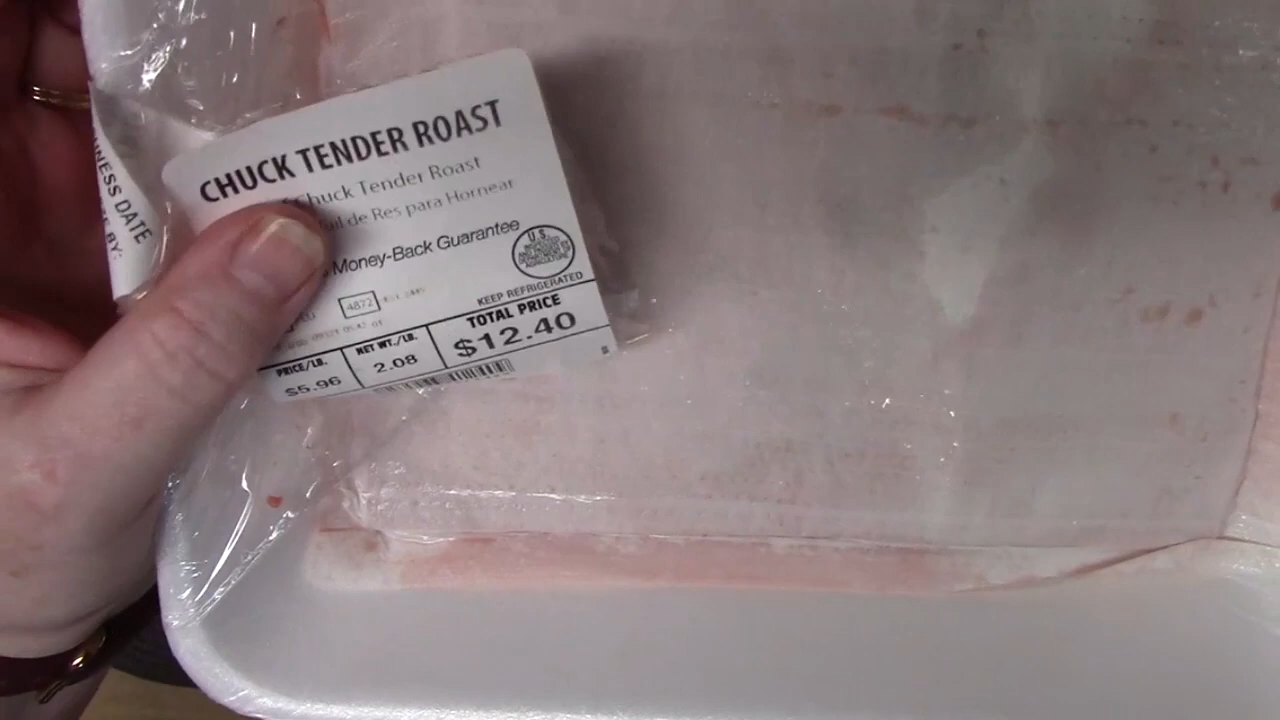 CHUCK TENDER ROAST
Chuck Tender Roast
de Res para Hornear
Money-Back Guarantee
U.S.
4872
KEEP REFRIGERATED
PRICE/LB.
$5.96
NET WT./LB.
2.08
TOTAL PRICE
$12.40
DATE
BY: